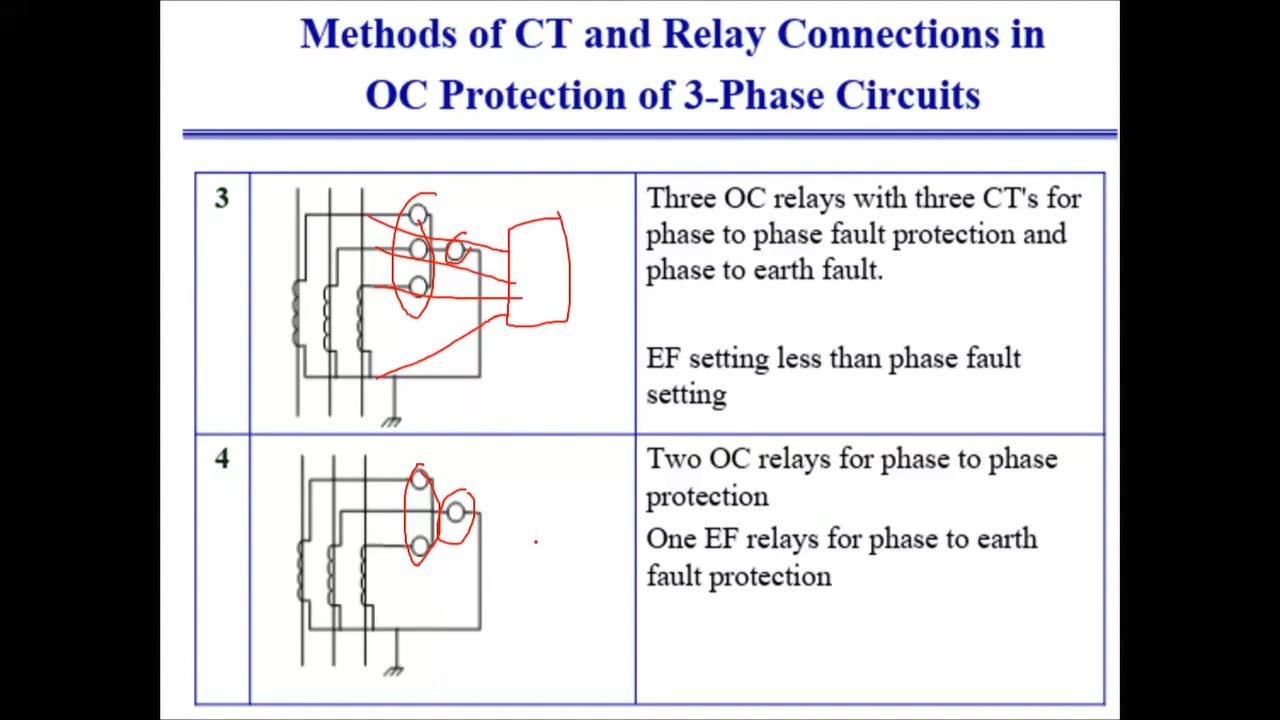 Methods of CT and Relay Connections in
OC Protection of 3-Phase Circuits
3
Three OC relays with three CT's for
phase to phase fault protection and
phase to earth fault.
EF setting less than phase fault
setting
4
Two OC relays for phase to phase
protection
One EF relays for phase to earth
fault protection